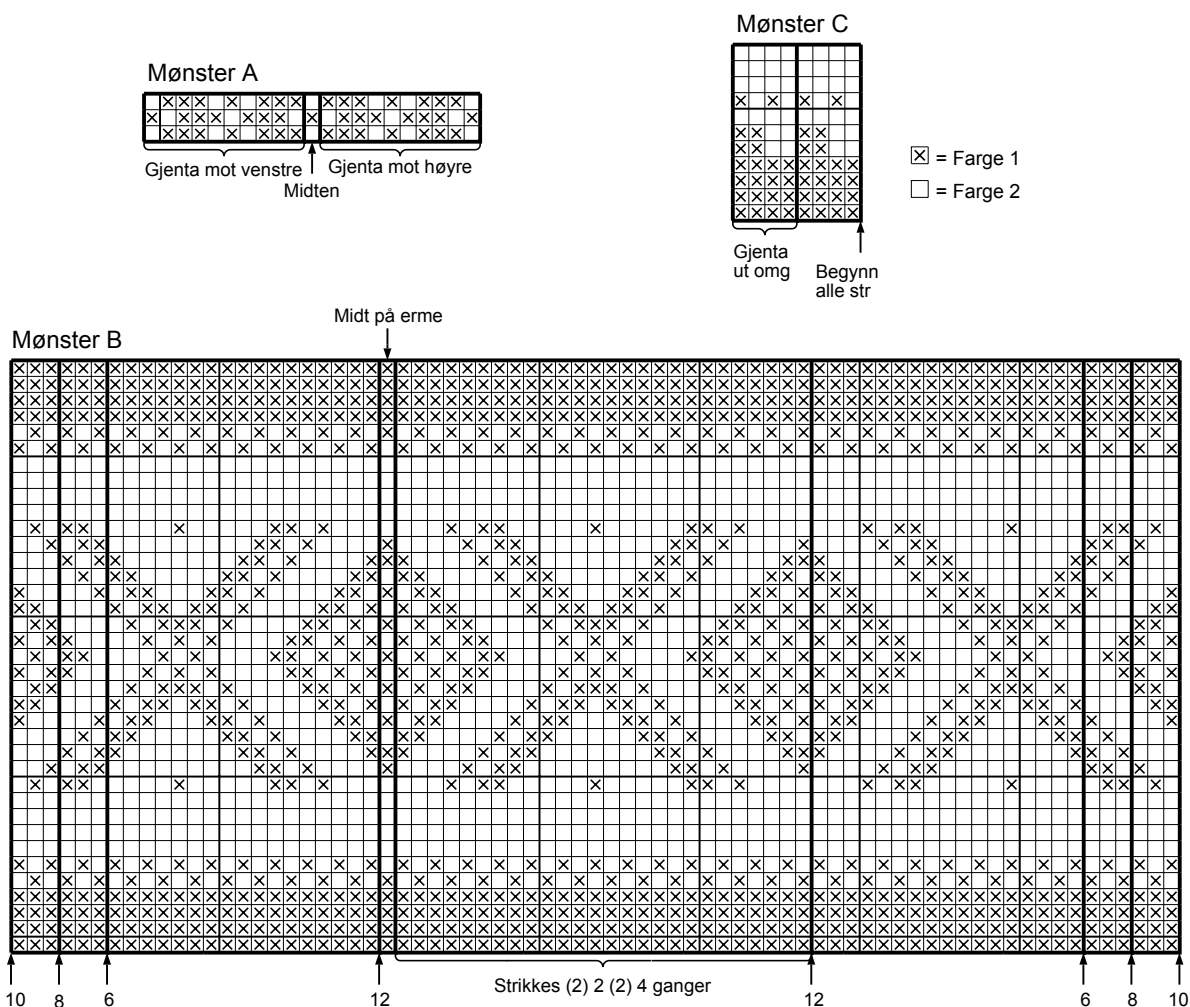 Mønster C
Mønster A
Gjenta mot venstre
Gjenta mot høyre
Midten
= Farge 1
= Farge 2
Gjenta
ut omg
Begynn
alle str
Midt på erme
Mønster B
Strikkes (2) 2 (2) 4 ganger
10 8 6 12 12 6 8 10